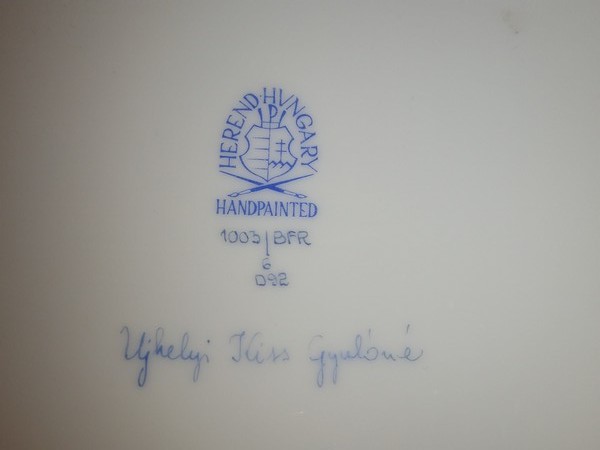 HEREND·HUNGARY
P
HANDPAINTED
1003/BFR
6
D92
Ujhelyi Kiss Gyuláné